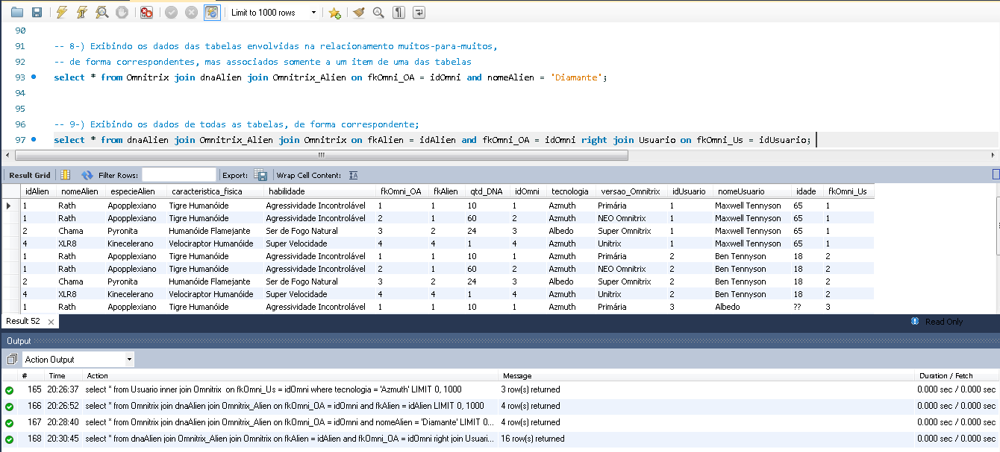 Limit to 1000 rows
90
91 -- 8-) Exibindo os dados das tabelas envolvidas na relacionamento muitos-para-muitos,
92 -- de forma correspondentes, mas associados somente a um item de uma das tabelas
93 select * from Omnitrix join dnaAlien join Omnitrix_Alien on fkOmni_OA = idOmni and nomeAlien = 'Diamante';
94
95
96 -- 9-) Exibindo os dados de todas as tabelas, de forma correspondente;
97 select * from dnaAlien join Omnitrix_Alien join Omnitrix on fkAlien = idAlien and fkOmni_OA = idOmni right join Usuario on fkOmni_Us = idUsuario;
Result Grid Filter Rows: Export: Wrap Cell Content:
idAlien nomeAlien especieAlien caracteristica_fisica habilidade fkOmni_OA fkAlien qtd_DNA idOmni tecnologia versao_Omnitrix idUsuario nomeUsuario idade fkOmni_Us
1 Rath Apopplexiano Tigre Humanóide Agressividade Incontrolável 1 1 10 1 Azmuth Primária 1 Maxwell Tennyson 65 1
1 Rath Apopplexiano Tigre Humanóide Agressividade Incontrolável 2 1 60 2 Azmuth NEO Omnitrix 1 Maxwell Tennyson 65 1
2 Chama Pyronita Humanóide Flamejante Ser de Fogo Natural 3 2 24 3 Albedo Super Omnitrix 1 Maxwell Tennyson 65 1
4 XLR8 Kinecelerano Velociraptor Humanóide Super Velocidade 4 4 1 4 Azmuth Unitrix 1 Maxwell Tennyson 65 1
1 Rath Apopplexiano Tigre Humanóide Agressividade Incontrolável 1 1 10 1 Azmuth Primária 2 Ben Tennyson 18 2
1 Rath Apopplexiano Tigre Humanóide Agressividade Incontrolável 2 1 60 2 Azmuth NEO Omnitrix 2 Ben Tennyson 18 2
2 Chama Pyronita Humanóide Flamejante Ser de Fogo Natural 3 2 24 3 Albedo Super Omnitrix 2 Ben Tennyson 18 2
4 XLR8 Kinecelerano Velociraptor Humanóide Super Velocidade 4 4 1 4 Azmuth Unitrix 2 Ben Tennyson 18 2
1 Rath Apopplexiano Tigre Humanóide Agressividade Incontrolável 1 1 10 1 Azmuth Primária 3 Albedo ?? 3
Result 52 Read Only
Output
Action Output
# Time Action Message Duration / Fetch
165 20:26:37 select * from Usuario inner join Omnitrix on fkOmni_Us = idOmni where tecnologia = 'Azmuth' LIMIT 0, 1000 3 row(s) returned 0.000 sec / 0.000 sec
166 20:26:52 select * from Omnitrix join dnaAlien join Omnitrix_Alien on fkOmni_OA = idOmni and fkAlien = idAlien LIMIT 0, 1000 4 row(s) returned 0.000 sec / 0.000 sec
167 20:28:40 select * from Omnitrix join dnaAlien join Omnitrix_Alien on fkOmni_OA = idOmni and nomeAlien = 'Diamante' LIMIT 0... 4 row(s) returned 0.000 sec / 0.000 sec
168 20:30:45 select * from dnaAlien join Omnitrix_Alien join Omnitrix on fkAlien = idAlien and fkOmni_OA = idOmni right join Usuari... 16 row(s) returned 0.000 sec / 0.000 sec